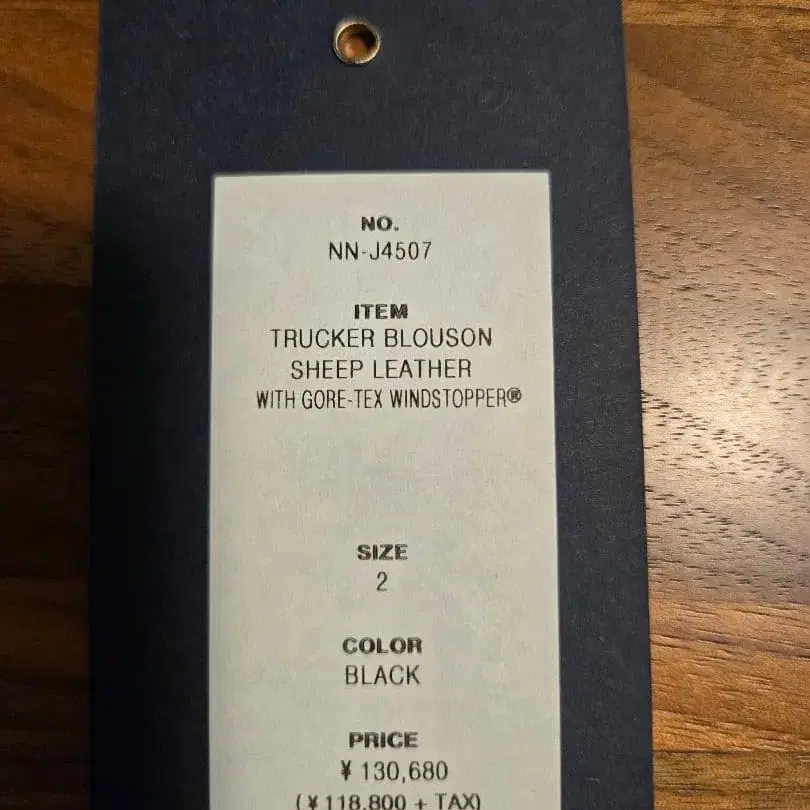 NO.
NN-J4507
ITEM
TRUCKER BLOUSON
SHEEP LEATHER
WITH GORE-TEX WINDSTOPPER®
SIZE
2
COLOR
BLACK
PRICE
¥ 130,680
(¥118,800 + TAX)